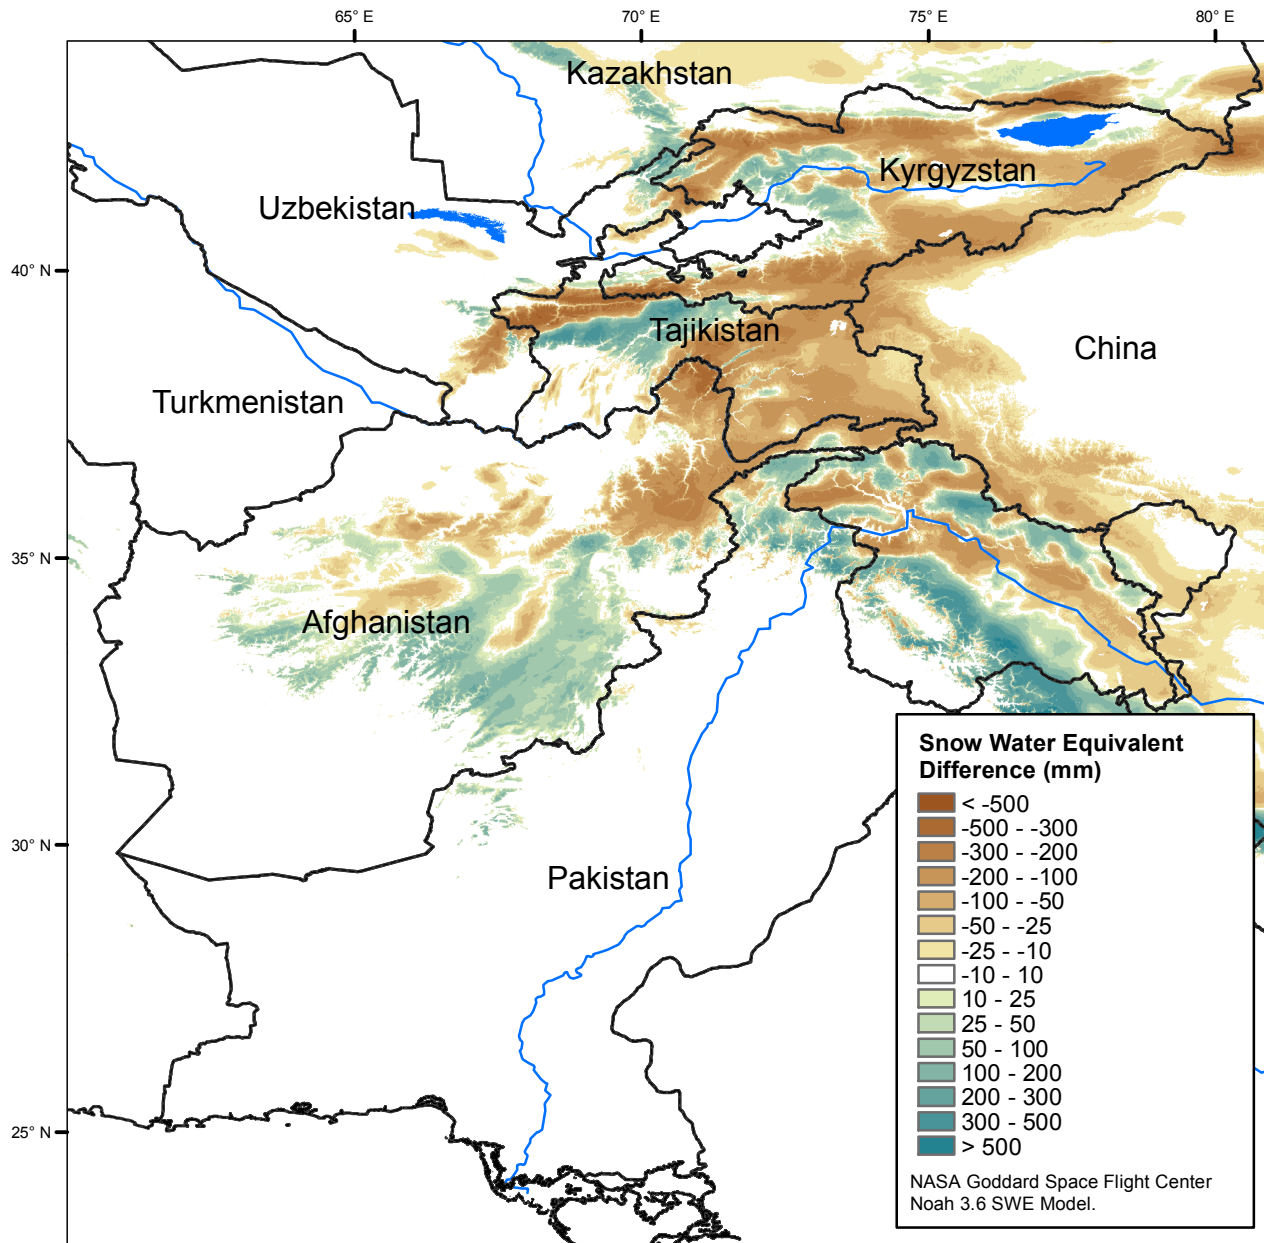 65° E
70° E
75° E
80° E
Kazakhstan
Kyrgyzstan
Uzbekistan
40° N
Tajikistan
China
Turkmenistan
35° N
Afghanistan
Snow Water Equivalent
Difference (mm)
< -500
-500 - -300
-300 - -200
-200 - -100
-100 - -50
-50 - -25
-25 - -10
-10 - 10
10 - 25
25 - 50
50 - 100
100 - 200
200 - 300
300 - 500
> 500
30° N
Pakistan
25° N
NASA Goddard Space Flight Center
Noah 3.6 SWE Model.